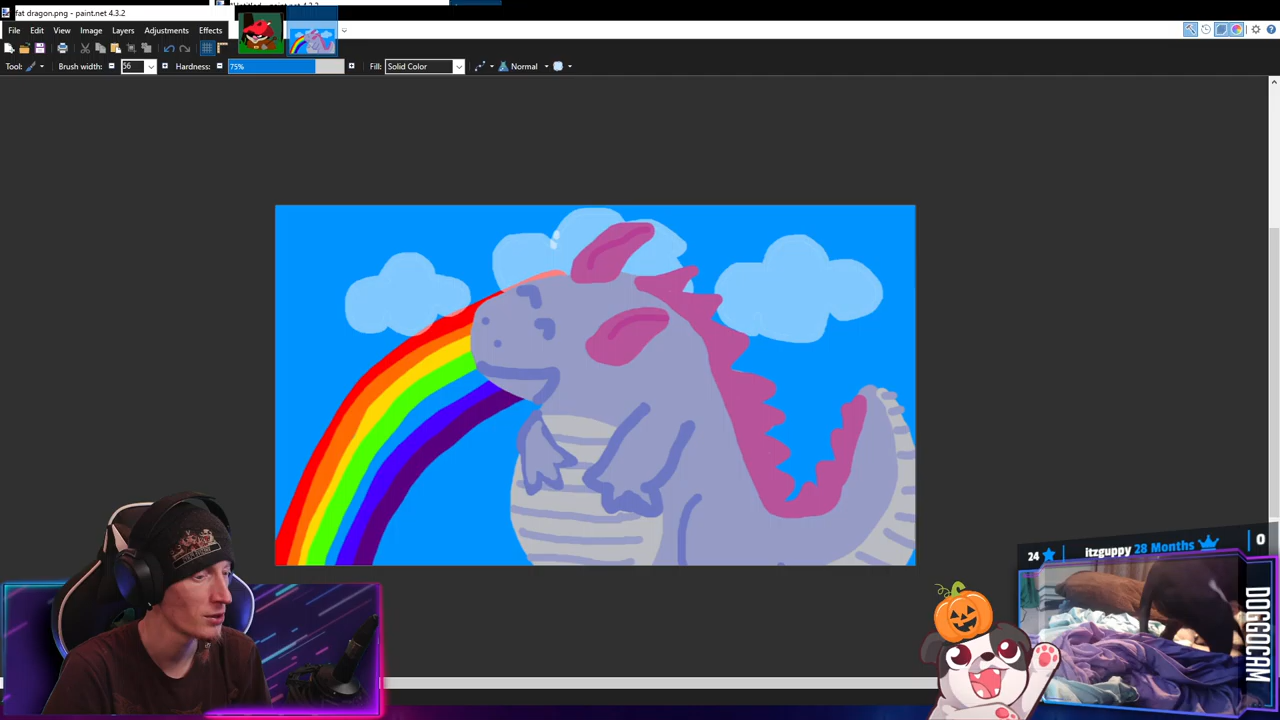 fat dragon.png - paint.net 4.3.2
File Edit View Image Layers Adjustments Effects
Tool: Brush width: 56 Hardness: 75% Fill: Solid Color Normal
24 itzguppy 28 Months 0
DOGGOCAM